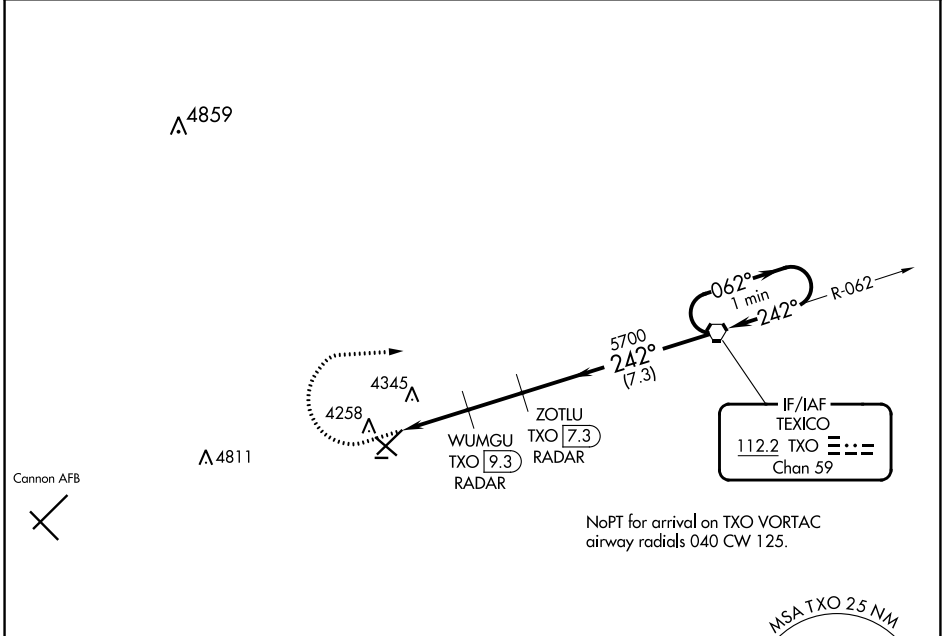 4859
062°
1 min
242°
R-062
5700
242°
(7.3)
4345
4258
4811
WUMGU
TXO 9.3
RADAR
ZOTLU
TXO 7.3
RADAR
IF/IAF
TEXICO
112.2 TXO
Chan 59
Cannon AFB
NoPT for arrival on TXO VORTAC
airway radials 040 CW 125.
MSA TXO 25 NM